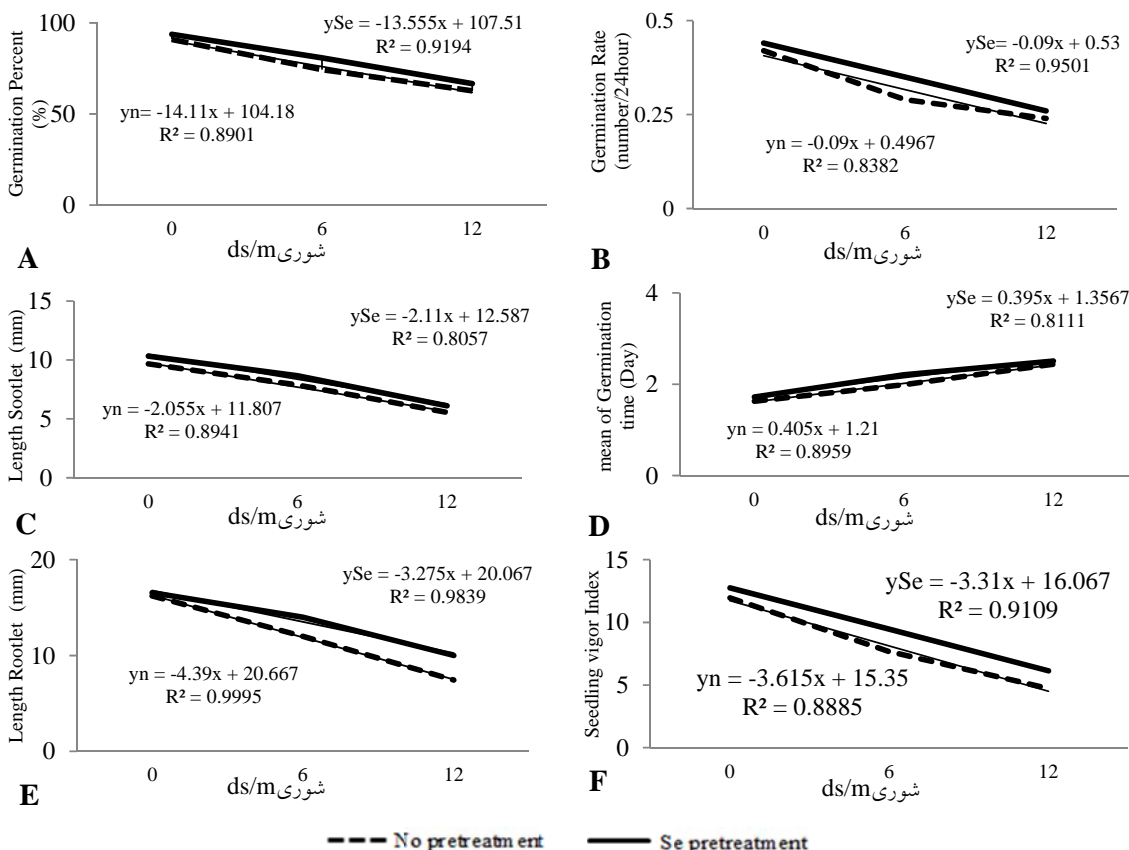 Germination Percent
(%)
100
50
0
ySe = -13.555x + 107.51
R² = 0.9194
yn= -14.11x + 104.18
R² = 0.8901
0 6 12
ds/m شوری
A
Germination Rate
(number/24hour)
0.5
0.25
0
ySe= -0.09x + 0.53
R² = 0.9501
yn = -0.09x + 0.4967
R² = 0.8382
0 6 12
ds/m شوری
B
Length Sootlet (mm)
15
10
5
0
ySe = -2.11x + 12.587
R² = 0.8057
yn = -2.055x + 11.807
R² = 0.8941
0 6 12
ds/m شوری
C
mean of Germination
time (Day)
4
2
0
ySe = 0.395x + 1.3567
R² = 0.8111
yn = 0.405x + 1.21
R² = 0.8959
0 6 12
ds/m شوری
D
Length Rootlet (mm)
20
10
0
ySe = -3.275x + 20.067
R² = 0.9839
yn = -4.39x + 20.667
R² = 0.9995
0 6 12
ds/m شوری
E
Seedling vigor Index
15
10
5
0
ySe = -3.31x + 16.067
R² = 0.9109
yn = -3.615x + 15.35
R² = 0.8885
0 6 12
ds/m شوری
F
No pretreatment Se pretreatment